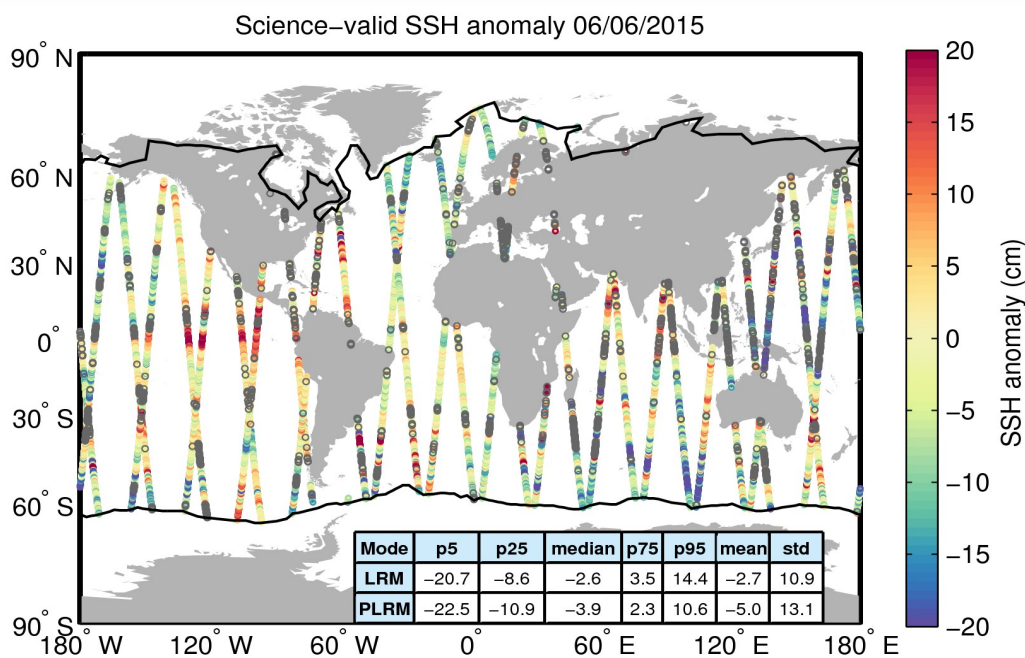 Science−valid SSH anomaly 06/06/2015
90° N
60° N
30° N
0°
30° S
60° S
90° S
180° W
120° W
60° W
0°
60° E
120° E
180° E
20
15
10
5
0
−5
−10
−15
−20
SSH anomaly (cm)
Mode p5 p25 median p75 p95 mean std
LRM −20.7 −8.6 −2.6 3.5 14.4 −2.7 10.9
PLRM −22.5 −10.9 −3.9 2.3 10.6 −5.0 13.1